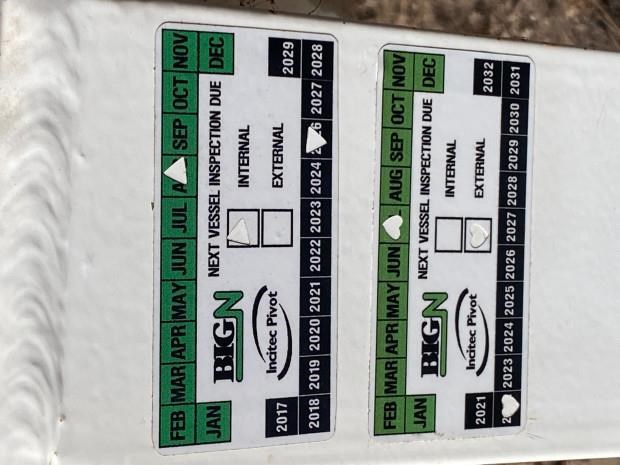 FEB MAR APR MAY JUN JUL SEP OCT NOV
JAN NEXT VESSEL INSPECTION DUE DEC
BIGN INTERNAL
Incitec Pivot EXTERNAL
2017 2029
2018 2019 2020 2021 2022 2023 2024 2027 2028
FEB MAR APR MAY JUN AUG SEP OCT NOV
JAN NEXT VESSEL INSPECTION DUE DEC
BIGN INTERNAL
Incitec Pivot EXTERNAL
2021 2032
2023 2024 2025 2026 2027 2028 2029 2030 2031